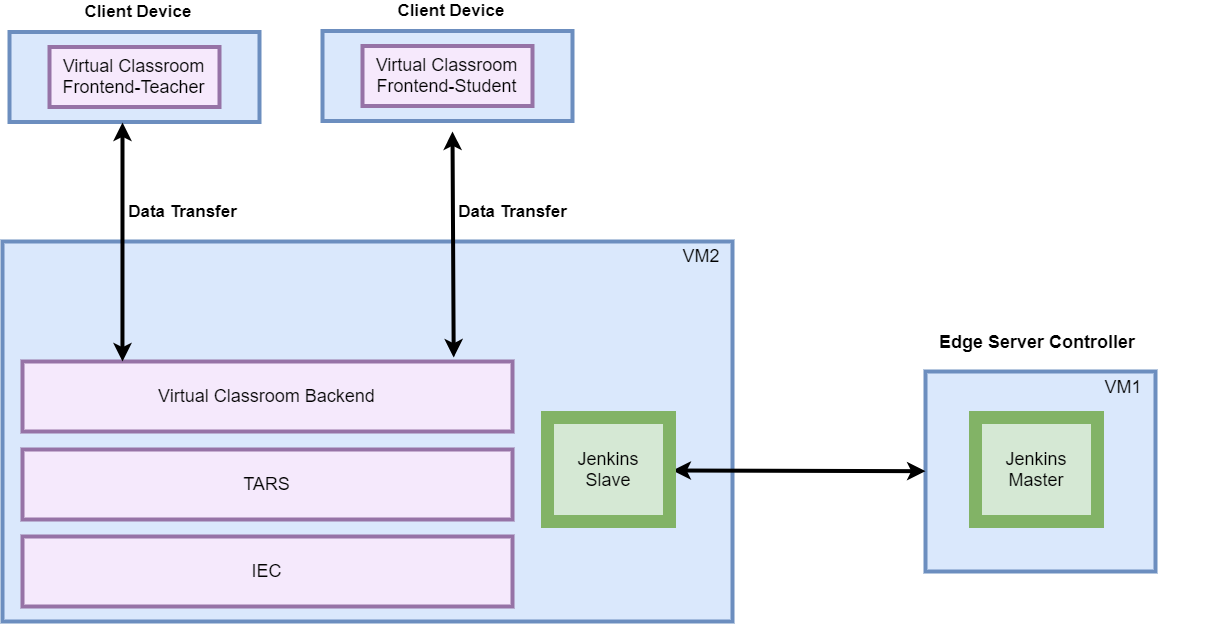 Client Device
Client Device
Virtual Classroom
Frontend-Teacher
Virtual Classroom
Frontend-Student
Data Transfer
Data Transfer
VM2
Edge Server Controller
VM1
Virtual Classroom Backend
Jenkins
Slave
Jenkins
Master
TARS
IEC